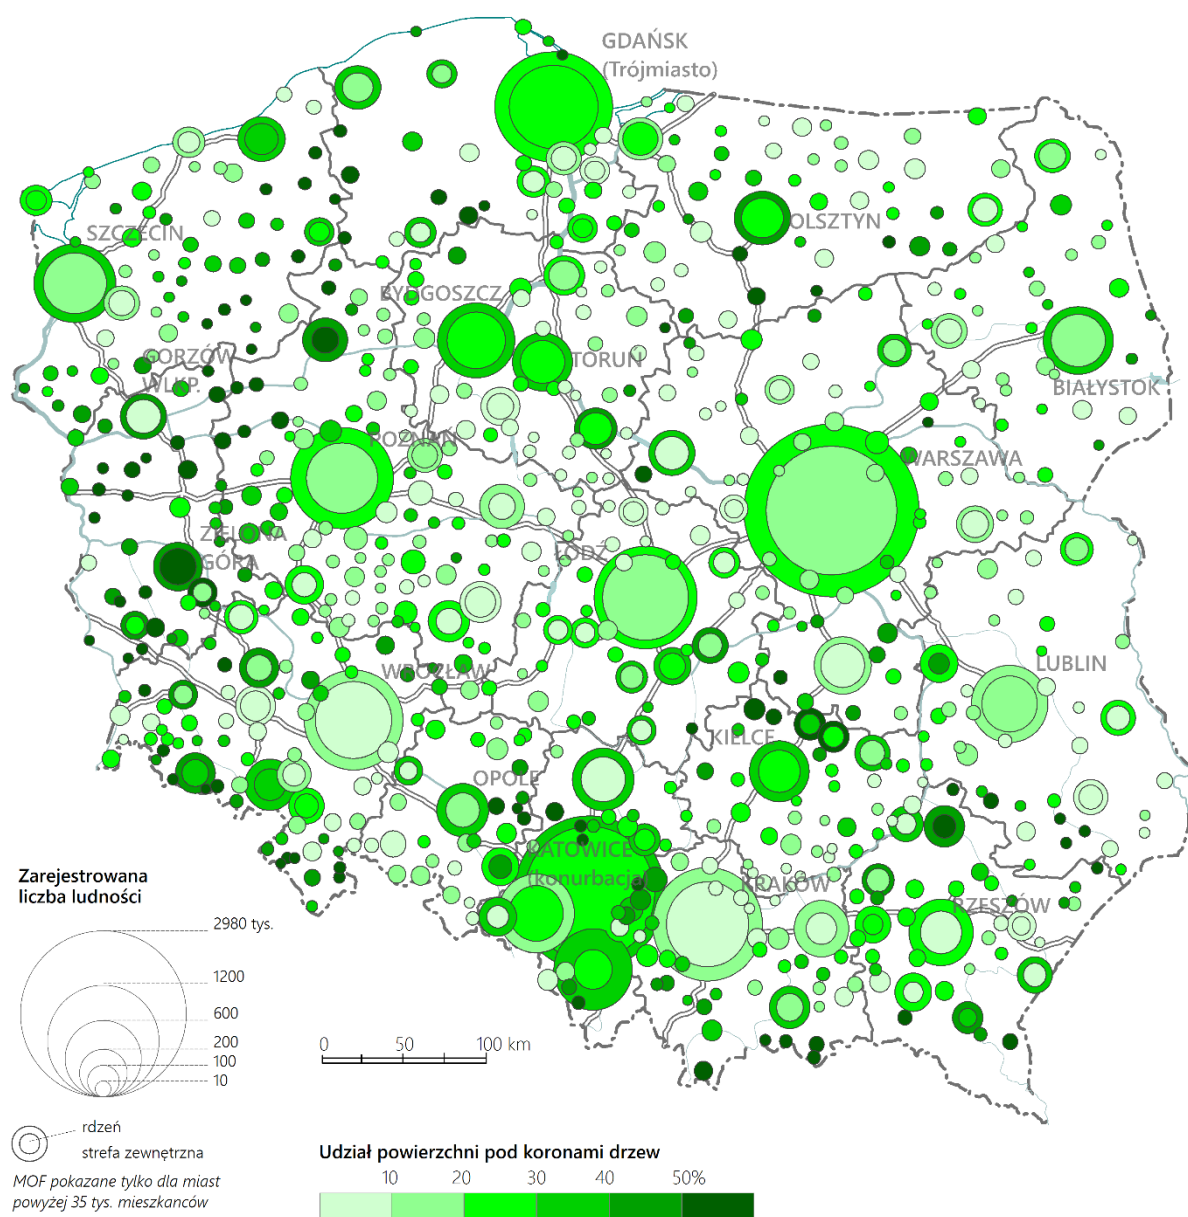 GDAŃSK
(Trójmiasto)
OLSZTYN
SZCZECIN
BYDGOSZCZ
GORZÓW
WLKP.
TORUN
BIAŁYSTOK
POZNAŃ
WARSZAWA
ZIELONA
GÓRA
ŁÓDŹ
WROCŁAW
LUBLIN
KIELCE
OPOLE
KATOWICE
(konurbacja)
KRAKÓW
RZESZÓW
Zarejestrowana
liczba ludności
2980 tys.
1200
600
200
100
10
0 50 100 km
rdzeń
strefa zewnętrzna
MOF pokazane tylko dla miast
powyżej 35 tys. mieszkanców
Udział powierzchni pod koronami drzew
10 20 30 40 50%